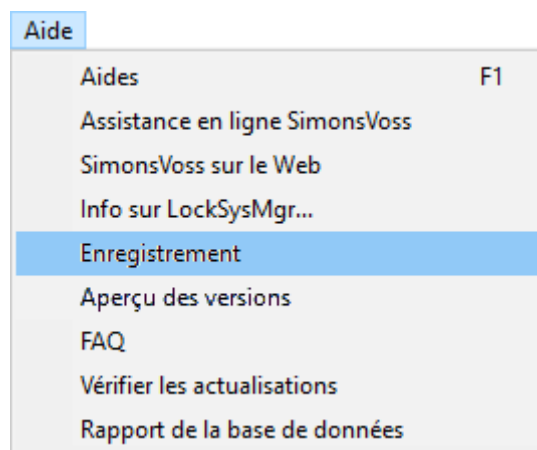 Aide
Aides F1
Assistance en ligne SimonsVoss
SimonsVoss sur le Web
Info sur LockSysMgr...
Enregistrement
Aperçu des versions
FAQ
Vérifier les actualisations
Rapport de la base de données